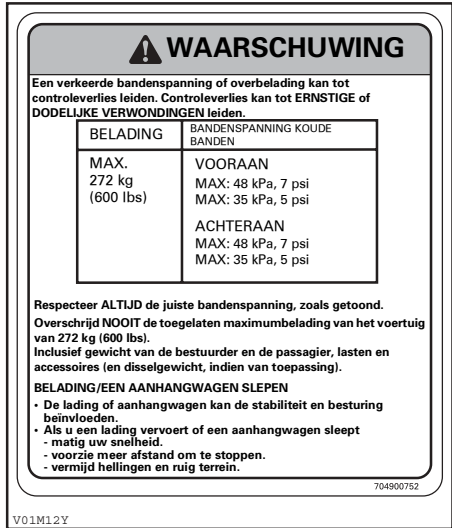 WAARSCHUWING
Een verkeerde bandenspanning of overbelading kan tot
controleverlies leiden. Controleverlies kan tot ERNSTIGE of
DODELIJKE VERWONDINGEN leiden.
BELADING
BANDENSPANNING KOUDE
BANDEN
MAX.
272 kg
(600 lbs)
VOORAAN
MAX: 48 kPa, 7 psi
MAX: 35 kPa, 5 psi
ACHTERAAN
MAX: 48 kPa, 7 psi
MAX: 35 kPa, 5 psi
Respecteer ALTIJD de juiste bandenspanning, zoals getoond.
Overschrijd NOOIT de toegelaten maximumbelading van het voertuig
van 272 kg (600 lbs).
Inclusief gewicht van de bestuurder en de passagier, lasten en
accessoires (en disselgewicht, indien van toepassing).
BELADING/EEN AANHANGWAGEN SLEPEN
• De lading of aanhangwagen kan de stabiliteit en besturing
beïnvloeden.
• Als u een lading vervoert of een aanhangwagen sleept
- matig uw snelheid.
- voorzie meer afstand om te stoppen.
- vermijd hellingen en ruig terrein.
704900752
V01M12Y